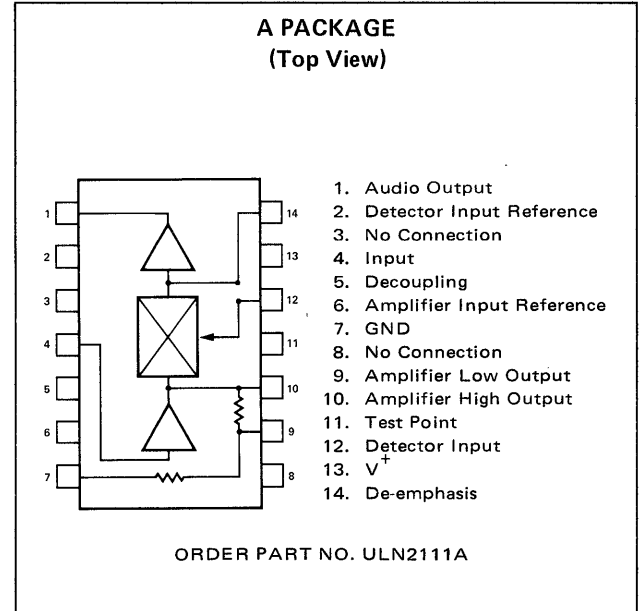 A PACKAGE
(Top View)
1
2
3
4
5
6
7
14
13
12
11
10
9
8
1. Audio Output
2. Detector Input Reference
3. No Connection
4. Input
5. Decoupling
6. Amplifier Input Reference
7. GND
8. No Connection
9. Amplifier Low Output
10. Amplifier High Output
11. Test Point
12. Detector Input
13. V+
14. De-emphasis
ORDER PART NO. ULN2111A